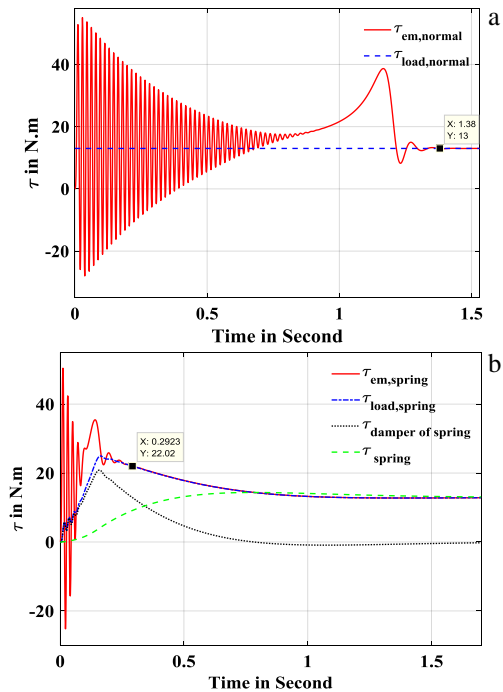 a
τem,normal
τload,normal
40
20
0
-20
X: 1.38
Y: 13
τ in N.m
0
0.5
1
1.5
Time in Second
b
τem,spring
τload,spring
τdamper of spring
τspring
40
20
0
-20
X: 0.2923
Y: 22.02
τ in N.m
0
0.5
1
1.5
Time in Second